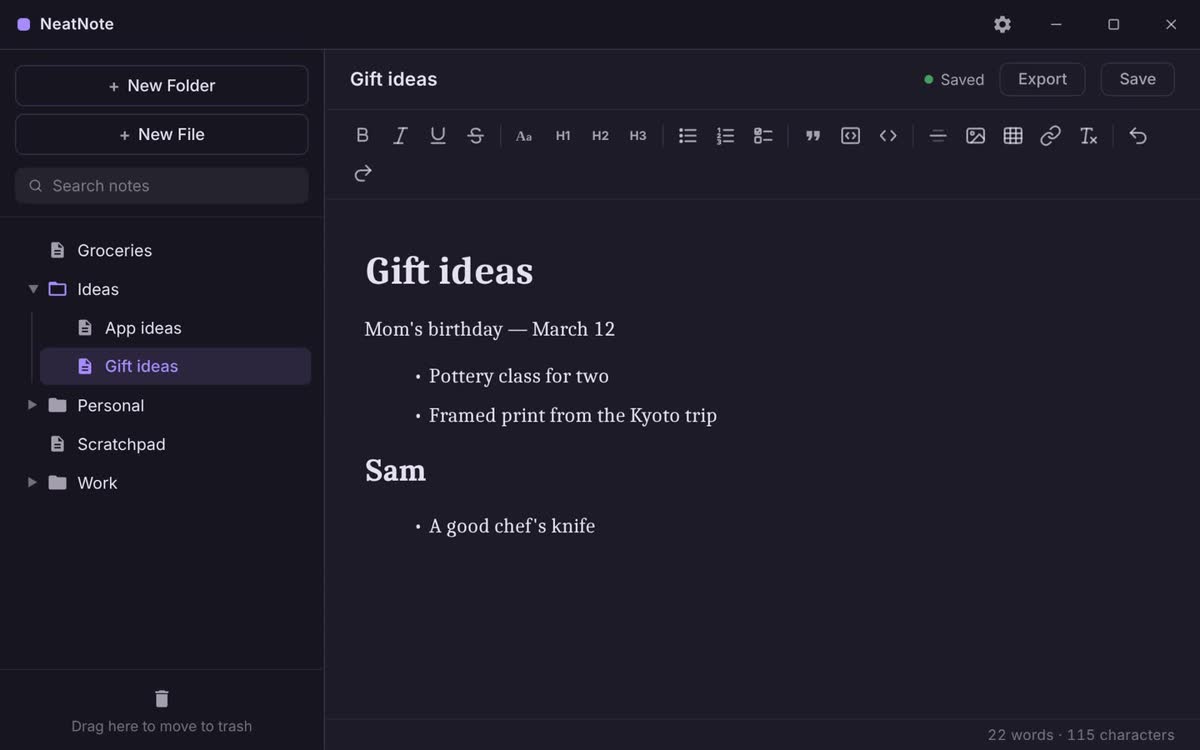 NeatNote
+ New Folder
+ New File
Search notes
Groceries
Ideas
App ideas
Gift ideas
Personal
Scratchpad
Work
Drag here to move to trash
Gift ideas
Saved
Export
Save
B I U S Aa H1 H2 H3
Gift ideas
Mom's birthday — March 12
• Pottery class for two
• Framed print from the Kyoto trip
Sam
• A good chef's knife
22 words · 115 characters